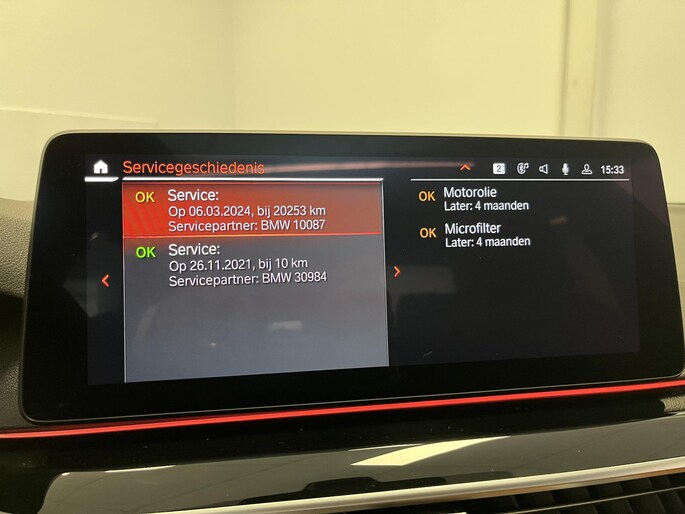 Servicegeschiedenis
2
15:33
OK Service:
Op 06.03.2024, bij 20253 km
Servicepartner: BMW 10087
OK Service:
Op 26.11.2021, bij 10 km
Servicepartner: BMW 30984
OK Motorolie
Later: 4 maanden
OK Microfilter
Later: 4 maanden